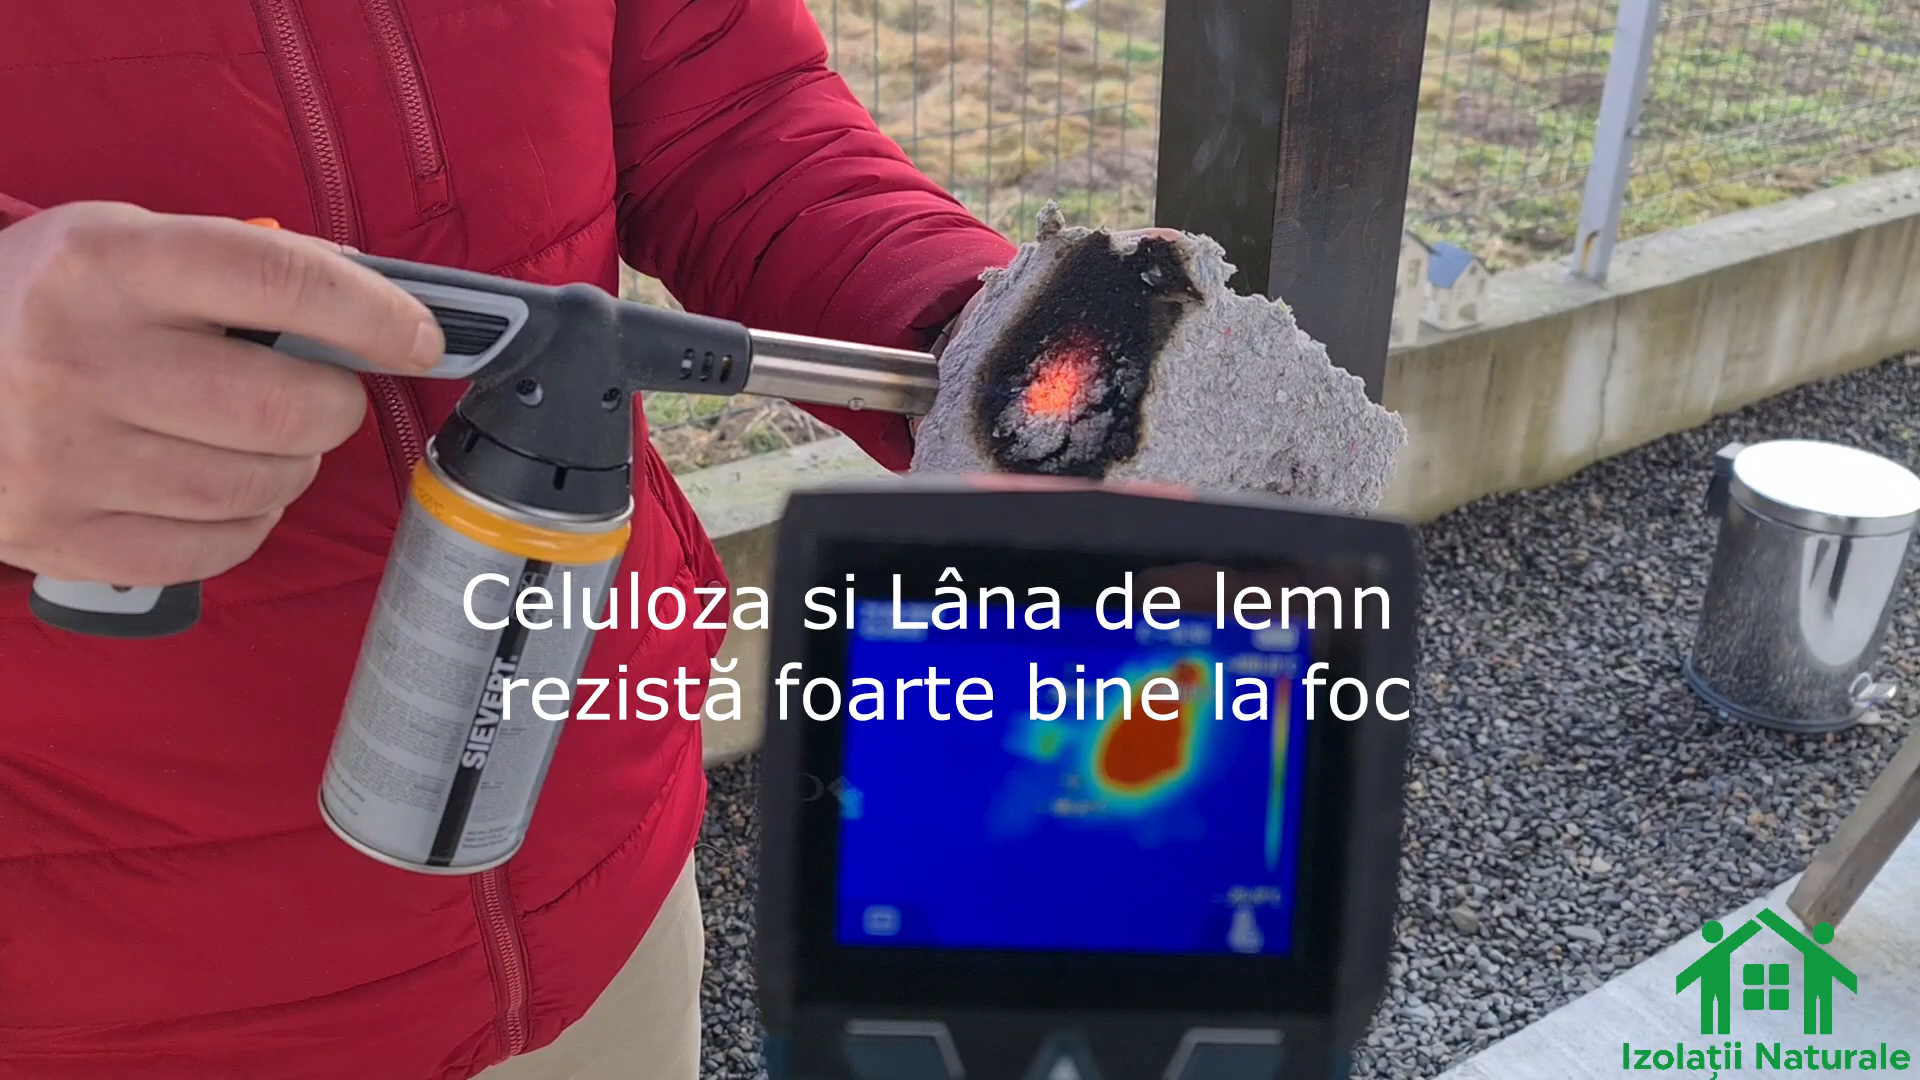 Celuloza si Lâna de lemn
rezistă foarte bine la foc
SIEVERT
Izolații Naturale